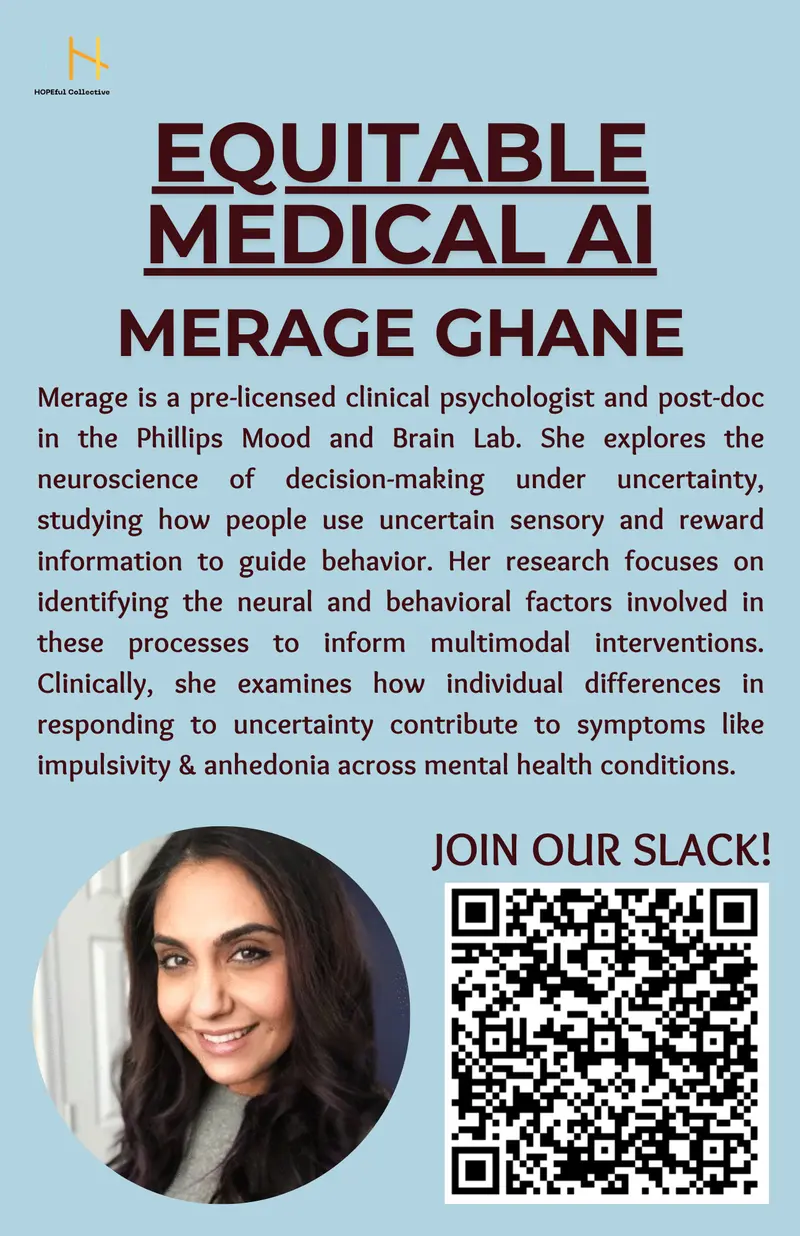 HOPEful Collective
EQUITABLE
MEDICAL AI
MERAGE GHANE
Merage is a pre-licensed clinical psychologist and post-doc
in the Phillips Mood and Brain Lab. She explores the
neuroscience of decision-making under uncertainty,
studying how people use uncertain sensory and reward
information to guide behavior. Her research focuses on
identifying the neural and behavioral factors involved in
these processes to inform multimodal interventions.
Clinically, she examines how individual differences in
responding to uncertainty contribute to symptoms like
impulsivity & anhedonia across mental health conditions.
JOIN OUR SLACK!